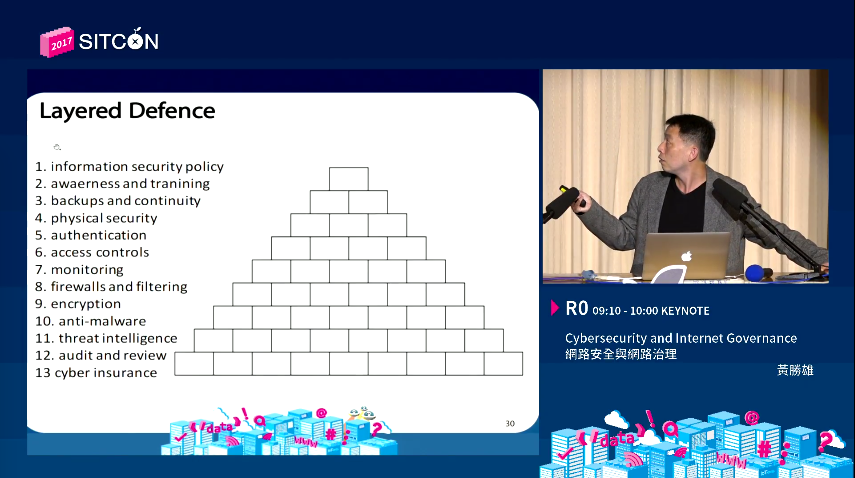 2017 SITCON
Layered Defence
1. information security policy
2. awaerness and tranining
3. backups and continuity
4. physical security
5. authentication
6. access controls
7. monitoring
8. firewalls and filtering
9. encryption
10. anti-malware
11. threat intelligence
12. audit and review
13 cyber insurance
30
R0 09:10 - 10:00 KEYNOTE
Cybersecurity and Internet Governance
網路安全與網路治理
黃勝雄